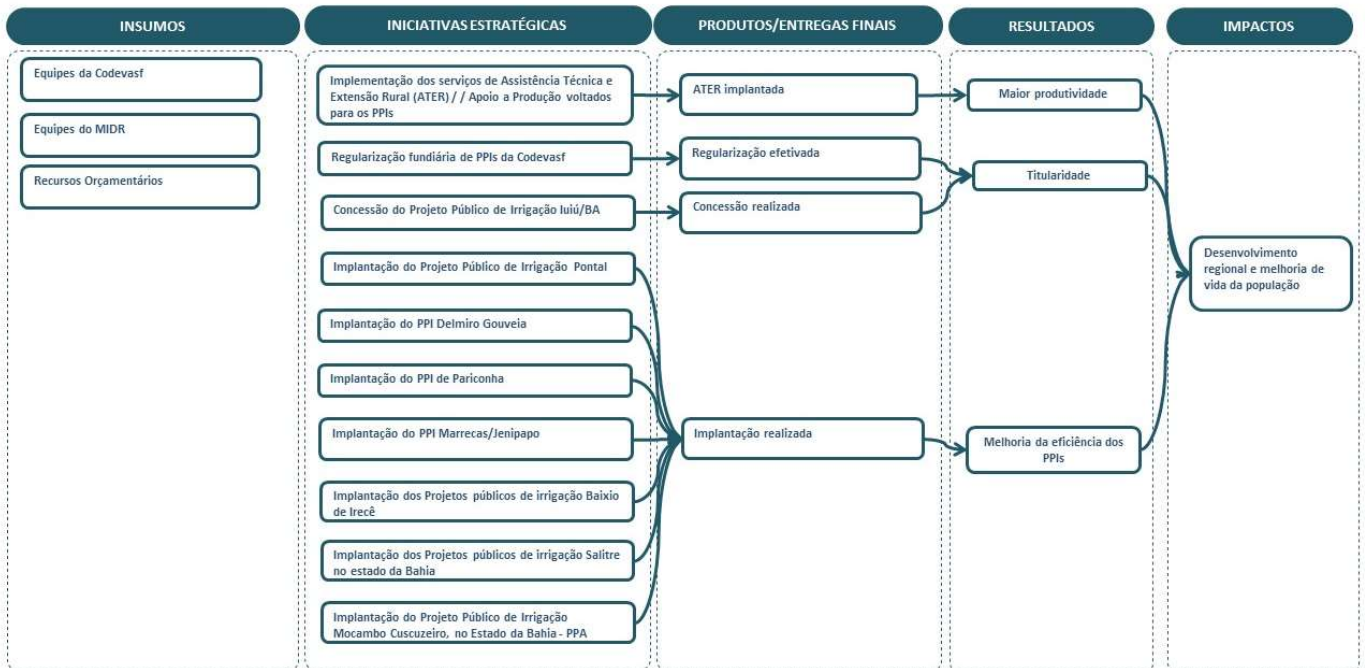 INSUMOS
INICIATIVAS ESTRATÉGICAS
PRODUTOS/ENTREGAS FINAIS
RESULTADOS
IMPACTOS
Equipes da Codevasf
Equipes do MIDR
Recursos Orçamentários
Implementação dos serviços de Assistência Técnica e
Extensão Rural (ATER) / / Apoio a Produção voltados
para os PPIs
Regularização fundiária de PPIs da Codevasf
Concessão do Projeto Público de Irrigação Iuiú/BA
Implantação do Projeto Público de Irrigação Pontal
Implantação do PPI Delmiro Gouveia
Implantação do PPI de Pariconha
Implantação do PPI Marrecas/Jenipapo
Implantação dos Projetos públicos de irrigação Baixio
de Irecê
Implantação dos Projetos públicos de irrigação Salitre
no estado da Bahia
Implantação do Projeto Público de Irrigação
Mocambo Cuscuzeiro, no Estado da Bahia - PPA
ATER implantada
Regularização efetivada
Concessão realizada
Implantação realizada
Maior produtividade
Titularidade
Melhoria da eficiência dos
PPIs
Desenvolvimento
regional e melhoria de
vida da população